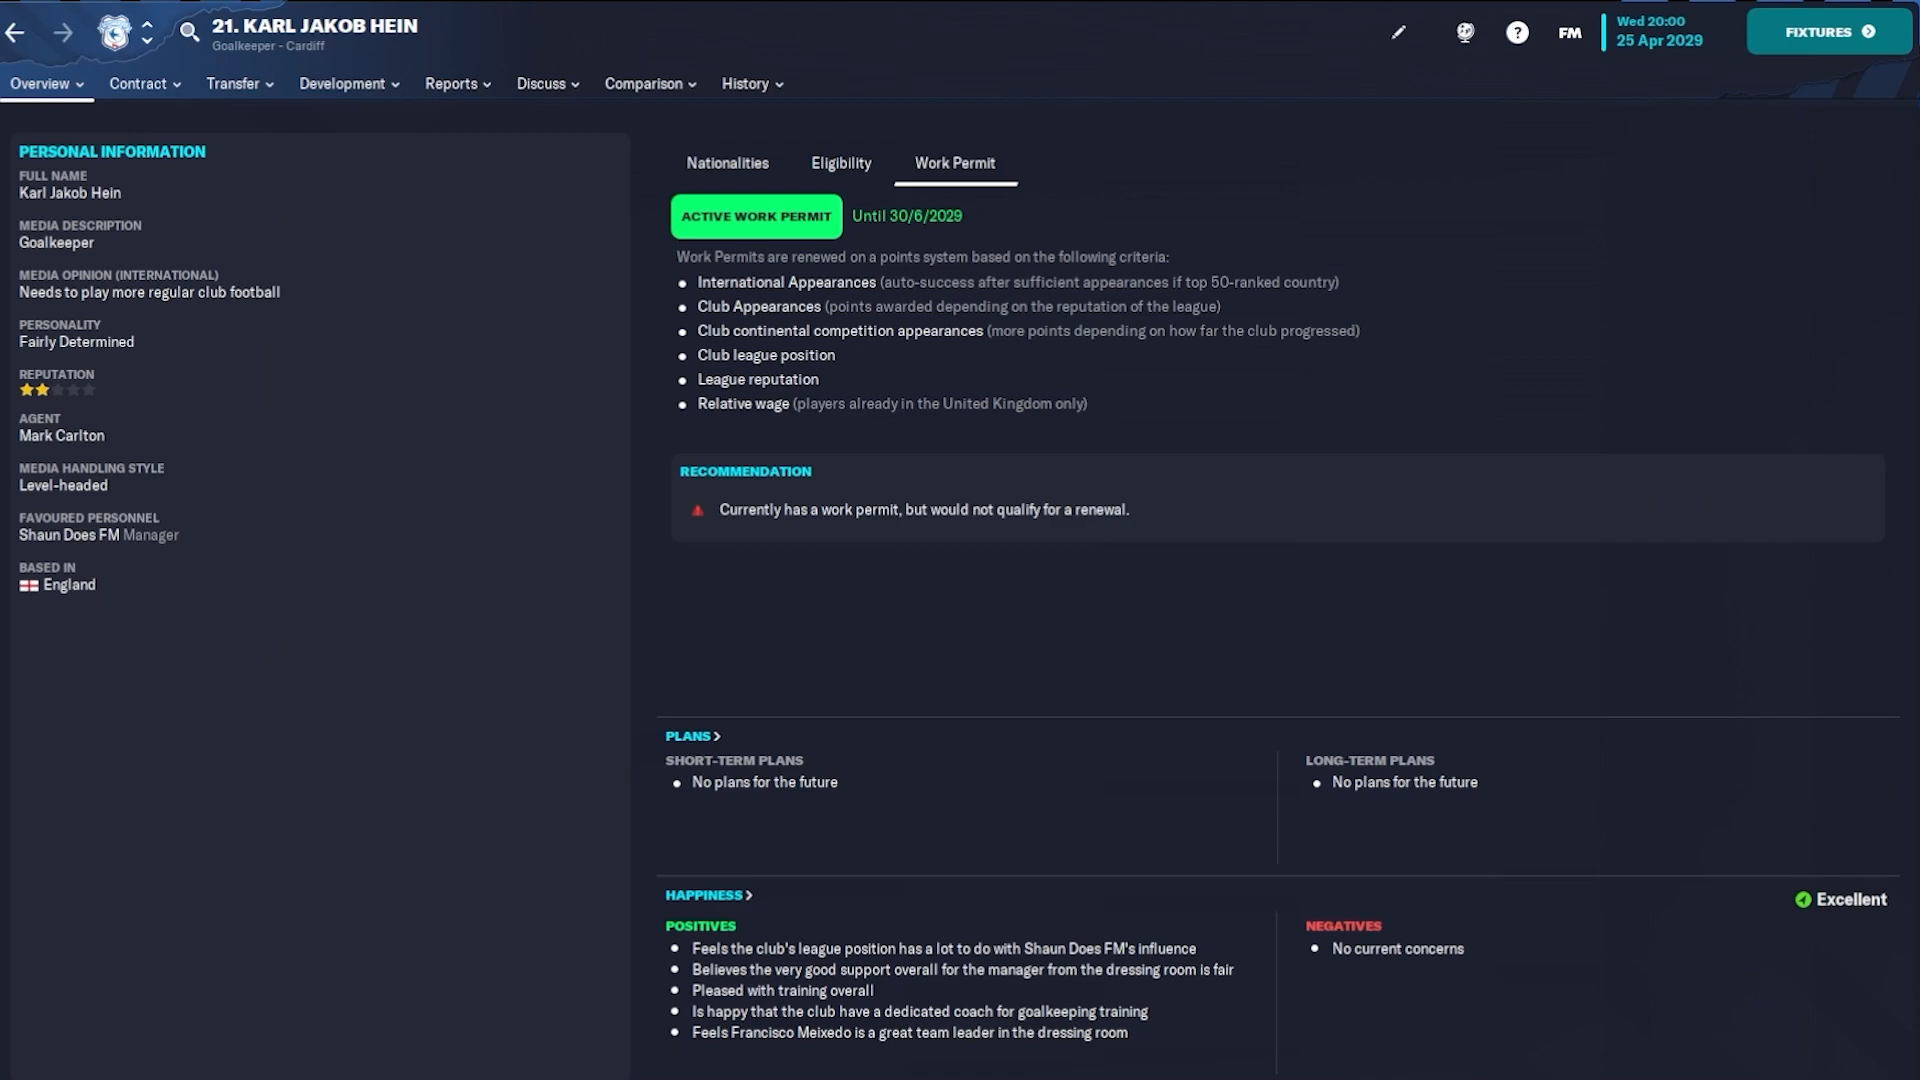 21. KARL JAKOB HEIN
Goalkeeper - Cardiff
FM
Wed 20:00
25 Apr 2029
FIXTURES
Overview
Contract
Transfer
Development
Reports
Discuss
Comparison
History
PERSONAL INFORMATION
FULL NAME
Karl Jakob Hein
MEDIA DESCRIPTION
Goalkeeper
MEDIA OPINION (INTERNATIONAL)
Needs to play more regular club football
PERSONALITY
Fairly Determined
REPUTATION
AGENT
Mark Carlton
MEDIA HANDLING STYLE
Level-headed
FAVOURED PERSONNEL
Shaun Does FM Manager
BASED IN
England
Nationalities
Eligibility
Work Permit
ACTIVE WORK PERMIT Until 30/6/2029
Work Permits are renewed on a points system based on the following criteria:
International Appearances (auto-success after sufficient appearances if top 50-ranked country)
Club Appearances (points awarded depending on the reputation of the league)
Club continental competition appearances (more points depending on how far the club progressed)
Club league position
League reputation
Relative wage (players already in the United Kingdom only)
RECOMMENDATION
Currently has a work permit, but would not qualify for a renewal.
PLANS
SHORT-TERM PLANS
No plans for the future
LONG-TERM PLANS
No plans for the future
HAPPINESS
Excellent
POSITIVES
Feels the club's league position has a lot to do with Shaun Does FM's influence
Believes the very good support overall for the manager from the dressing room is fair
Pleased with training overall
Is happy that the club have a dedicated coach for goalkeeping training
Feels Francisco Meixedo is a great team leader in the dressing room
NEGATIVES
No current concerns